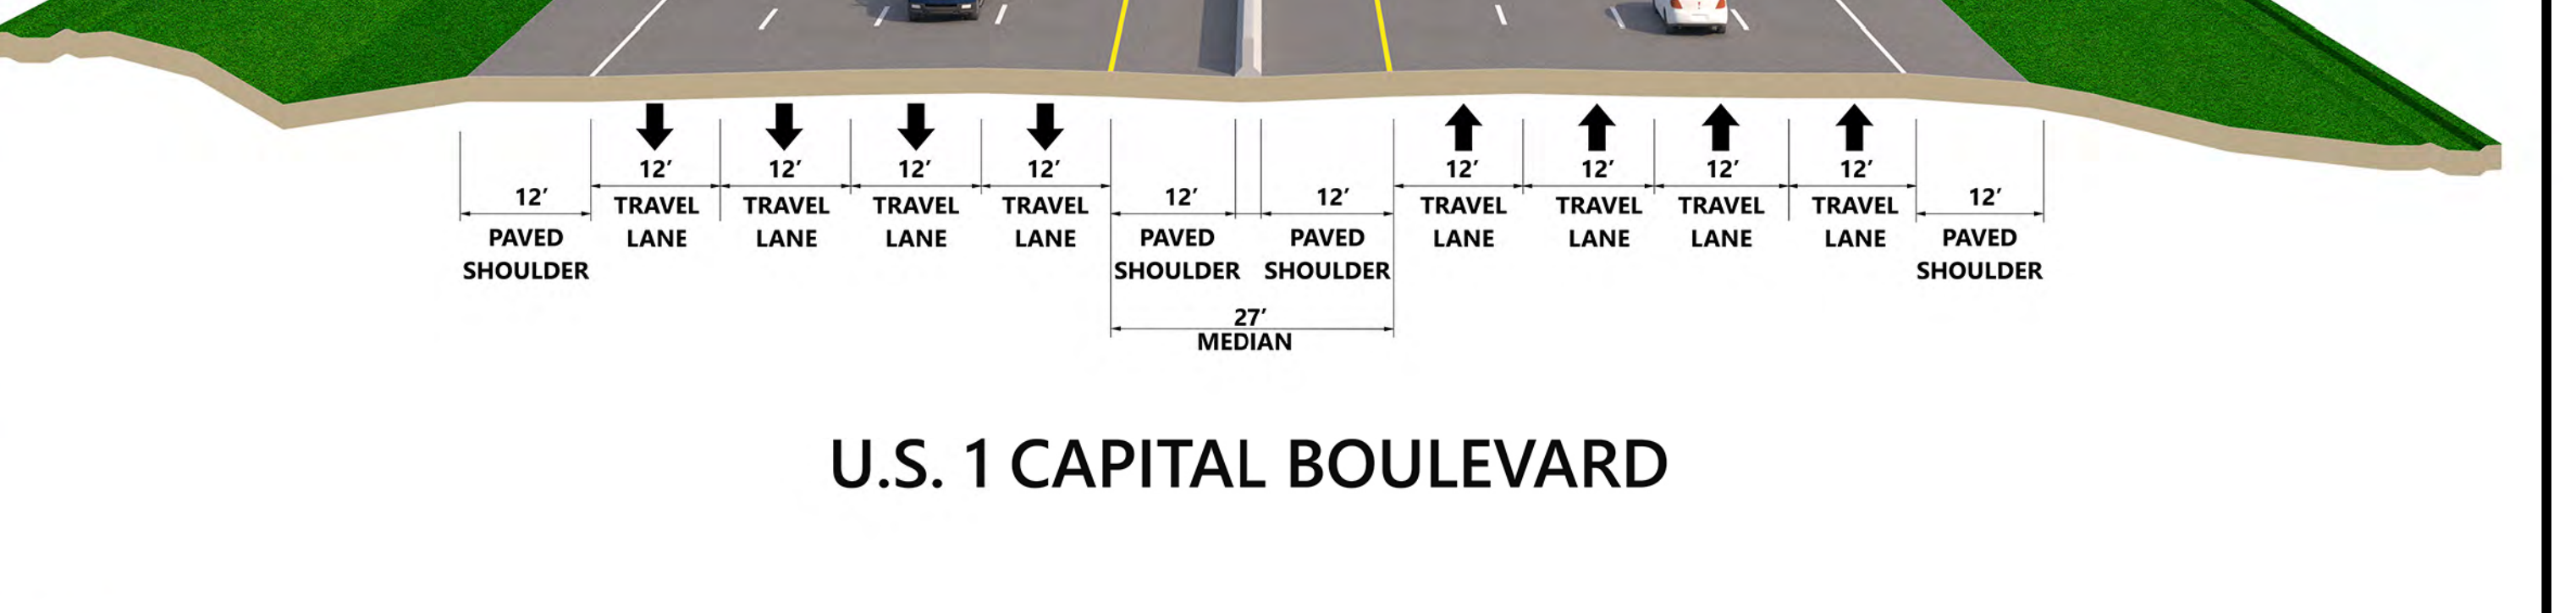 12' 12' 12' 12' 12' 12' 12' 12'
12' 12' 12' 12'
TRAVEL TRAVEL TRAVEL TRAVEL TRAVEL TRAVEL TRAVEL TRAVEL
LANE LANE LANE LANE LANE LANE LANE LANE
PAVED PAVED PAVED PAVED
SHOULDER SHOULDER SHOULDER SHOULDER
27'
MEDIAN
U.S. 1 CAPITAL BOULEVARD